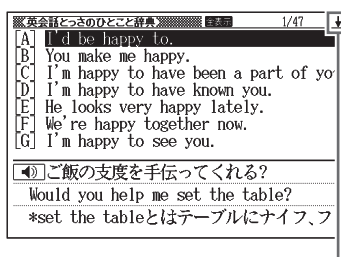 英会話とっさのひとこと辞典 全表示 1/47 ↓
[A] I'd be happy to.
[B] You make me happy.
[C] I'm happy to have been a part of yo
[D] I'm happy to have known you.
[E] He looks very happy lately.
[F] We're happy together now.
[G] I'm happy to see you.
ご飯の支度を手伝ってくれる?
Would you help me set the table?
*set the tableとはテーブルにナイフ、フ